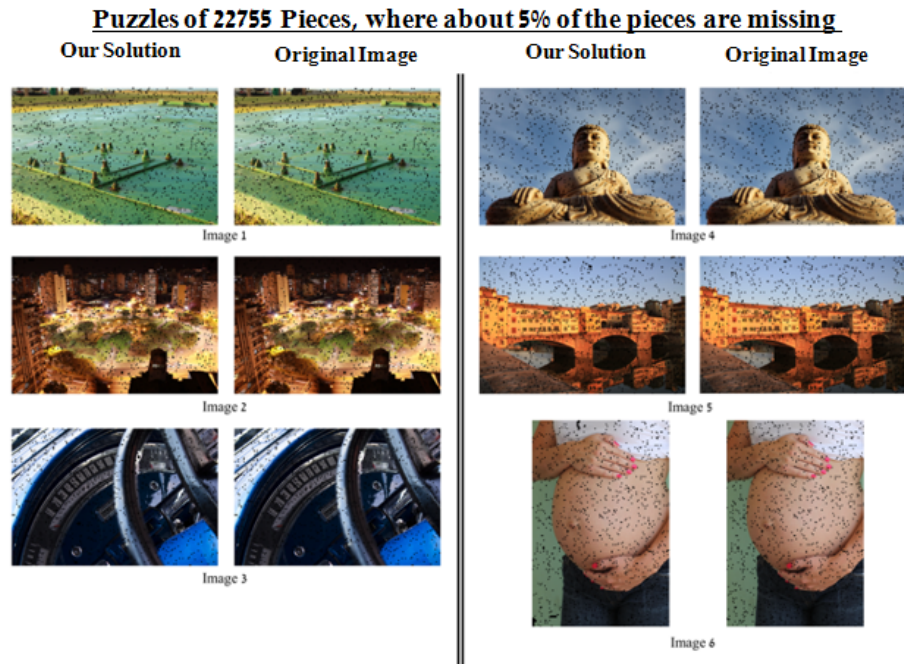 Puzzles of 22755 Pieces, where about 5% of the pieces are missing
Our Solution
Original Image
Our Solution
Original Image
Image 1
Image 4
Image 2
Image 5
Image 3
Image 6